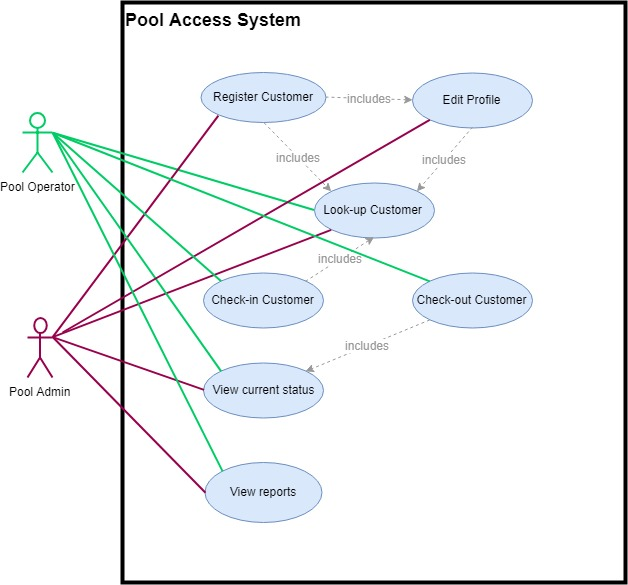 Pool Access System
Register Customer
includes
Edit Profile
Pool Operator
includes
includes
Look-up Customer
includes
Check-in Customer
Check-out Customer
Pool Admin
includes
View current status
View reports